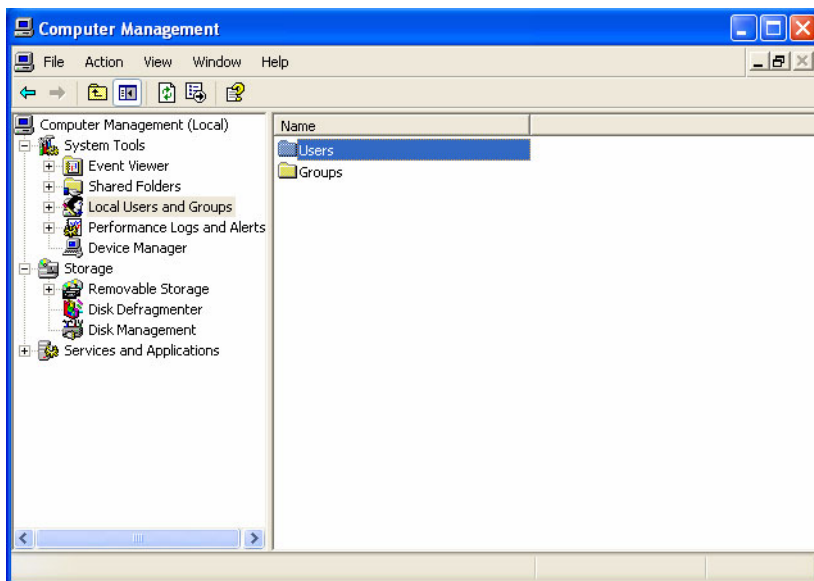 Computer Management
File Action View Window Help
Computer Management (Local)
System Tools
Event Viewer
Shared Folders
Local Users and Groups
Performance Logs and Alerts
Device Manager
Storage
Removable Storage
Disk Defragmenter
Disk Management
Services and Applications
Name
Users
Groups